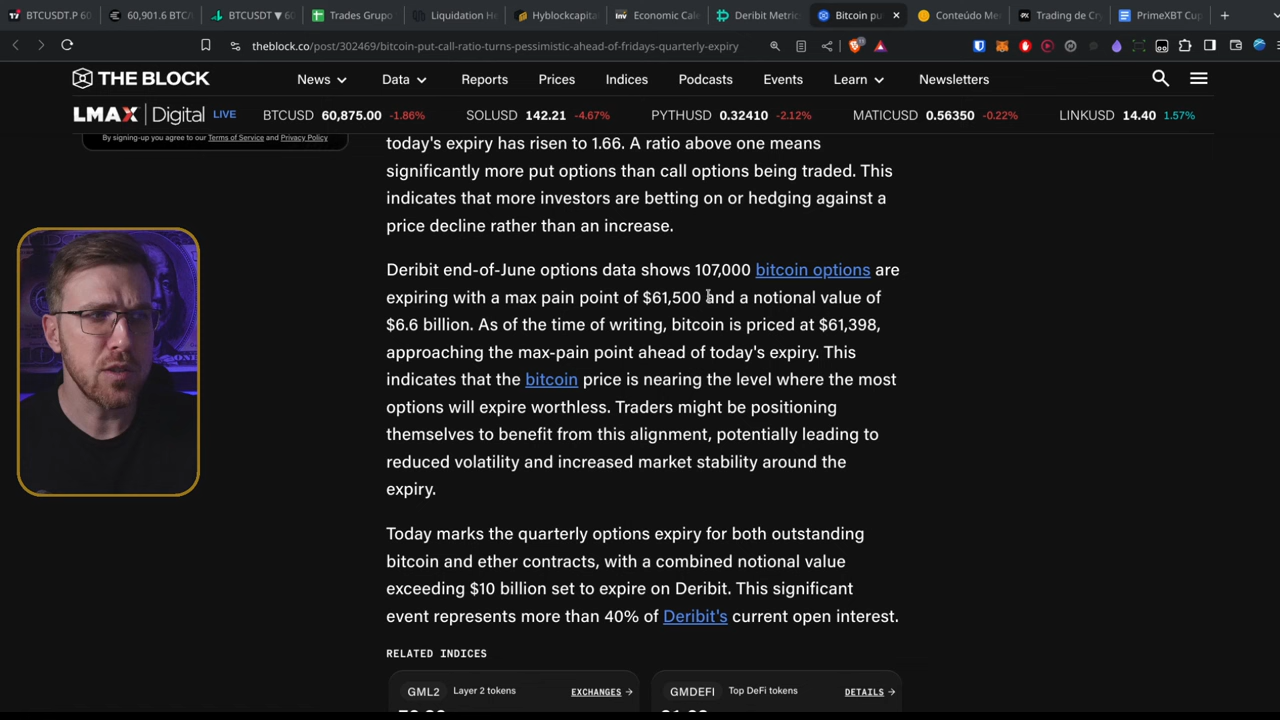 BTCUSDT.P 60
60,901.6 BTC/
BTCUSDT ▼ 60
Trades Grupo
Liquidation He
Hyblockcapita
Economic Cale
Deribit Metric
Bitcoin pu
Conteúdo Mem
Trading de Cry
PrimeXBT Cup
theblock.co/post/302469/bitcoin-put-call-ratio-turns-pessimistic-ahead-of-fridays-quarterly-expiry
THE BLOCK
News
Data
Reports
Prices
Indices
Podcasts
Events
Learn
Newsletters
LMAX Digital LIVE
BTCUSD 60,875.00 -1.86%
SOLUSD 142.21 -4.67%
PYTHUSD 0.32410 -2.12%
MATICUSD 0.56350 -0.22%
LINKUSD 14.40 1.57%
By signing-up you agree to our Terms of Service and Privacy Policy
today's expiry has risen to 1.66. A ratio above one means
significantly more put options than call options being traded. This
indicates that more investors are betting on or hedging against a
price decline rather than an increase.
Deribit end-of-June options data shows 107,000 bitcoin options are
expiring with a max pain point of $61,500 and a notional value of
$6.6 billion. As of the time of writing, bitcoin is priced at $61,398,
approaching the max-pain point ahead of today's expiry. This
indicates that the bitcoin price is nearing the level where the most
options will expire worthless. Traders might be positioning
themselves to benefit from this alignment, potentially leading to
reduced volatility and increased market stability around the
expiry.
Today marks the quarterly options expiry for both outstanding
bitcoin and ether contracts, with a combined notional value
exceeding $10 billion set to expire on Deribit. This significant
event represents more than 40% of Deribit's current open interest.
RELATED INDICES
GML2 Layer 2 tokens EXCHANGES
GMDEFI Top DeFi tokens DETAILS